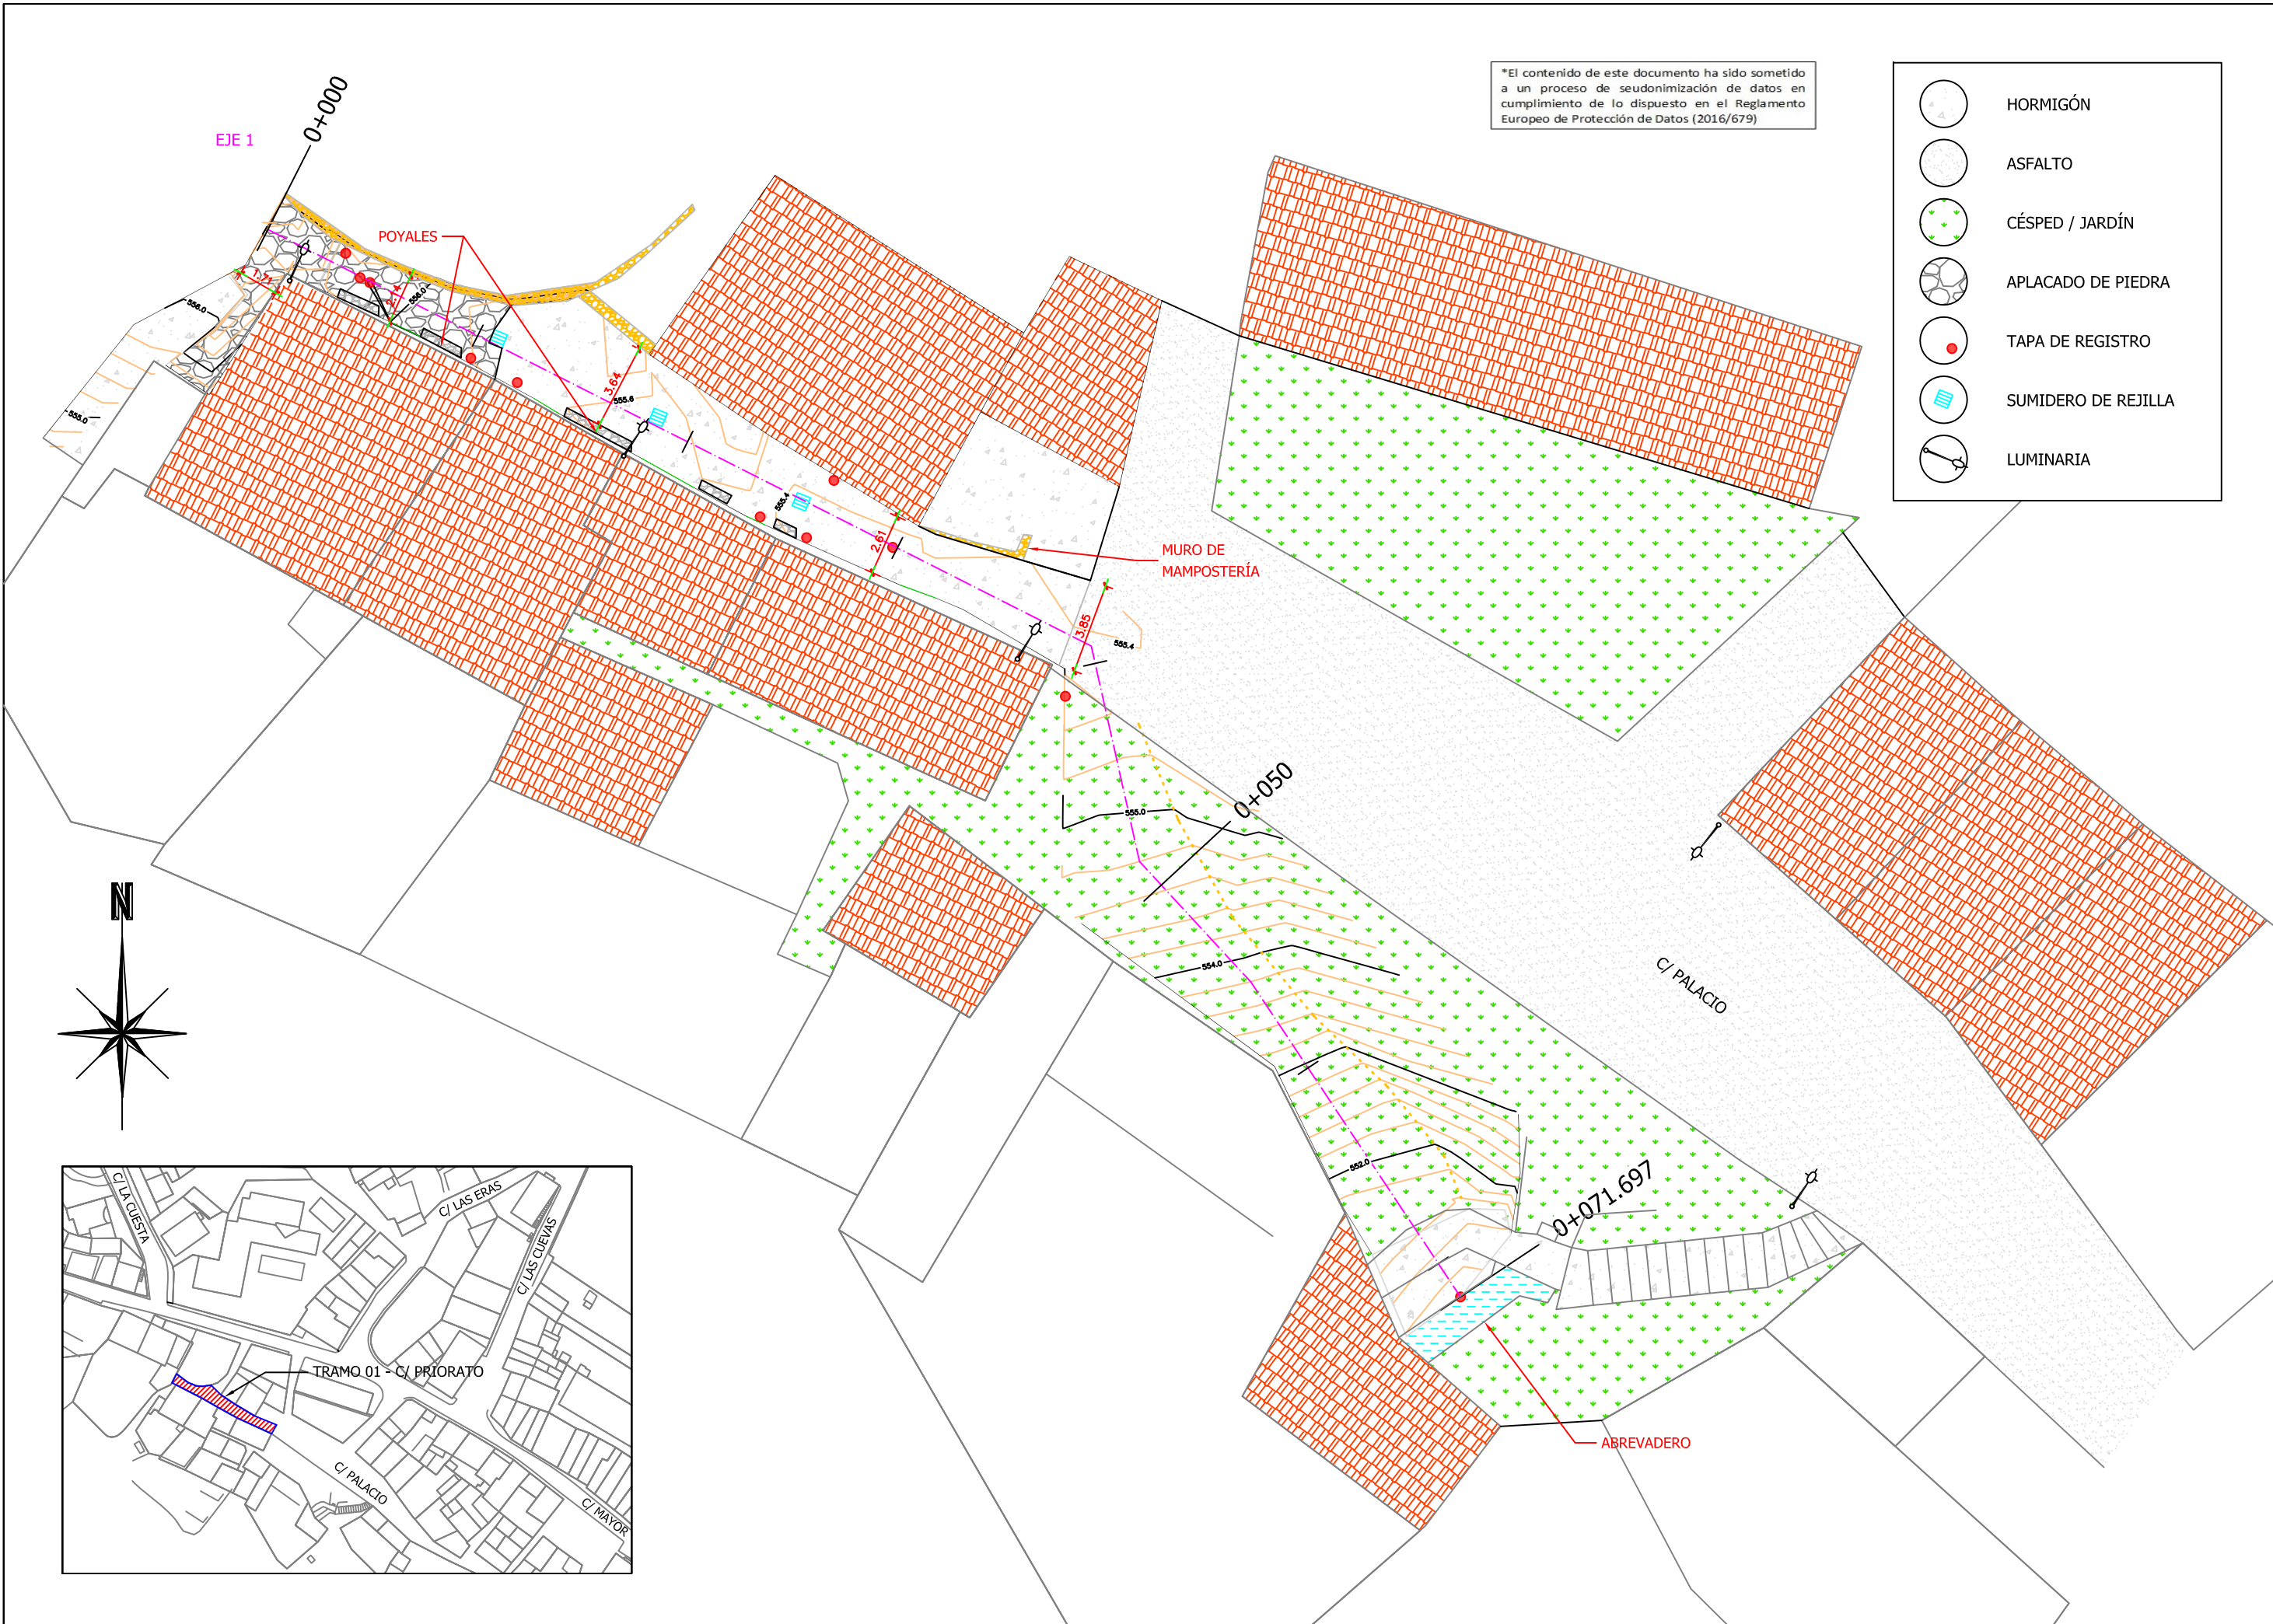 0+000
EJE 1
*El contenido de este documento ha sido sometido
a un proceso de seudonimización de datos en
cumplimiento de lo dispuesto en el Reglamento
Europeo de Protección de Datos (2016/679)
HORMIGÓN
ASFALTO
CÉSPED / JARDÍN
APLACADO DE PIEDRA
TAPA DE REGISTRO
SUMIDERO DE REJILLA
LUMINARIA
POYALES
556.0
556.0
555.0
3.64
555.6
555.4
2.61
MURO DE
MAMPOSTERÍA
3.85
555.4
0+050
555.0
554.0
C/ PALACIO
552.0
0+071.697
ABREVADERO
N
C/ LA CUESTA
C/ LAS ERAS
C/ LAS CUEVAS
TRAMO 01 - C/ PRIORATO
C/ PALACIO
C/ MAYOR